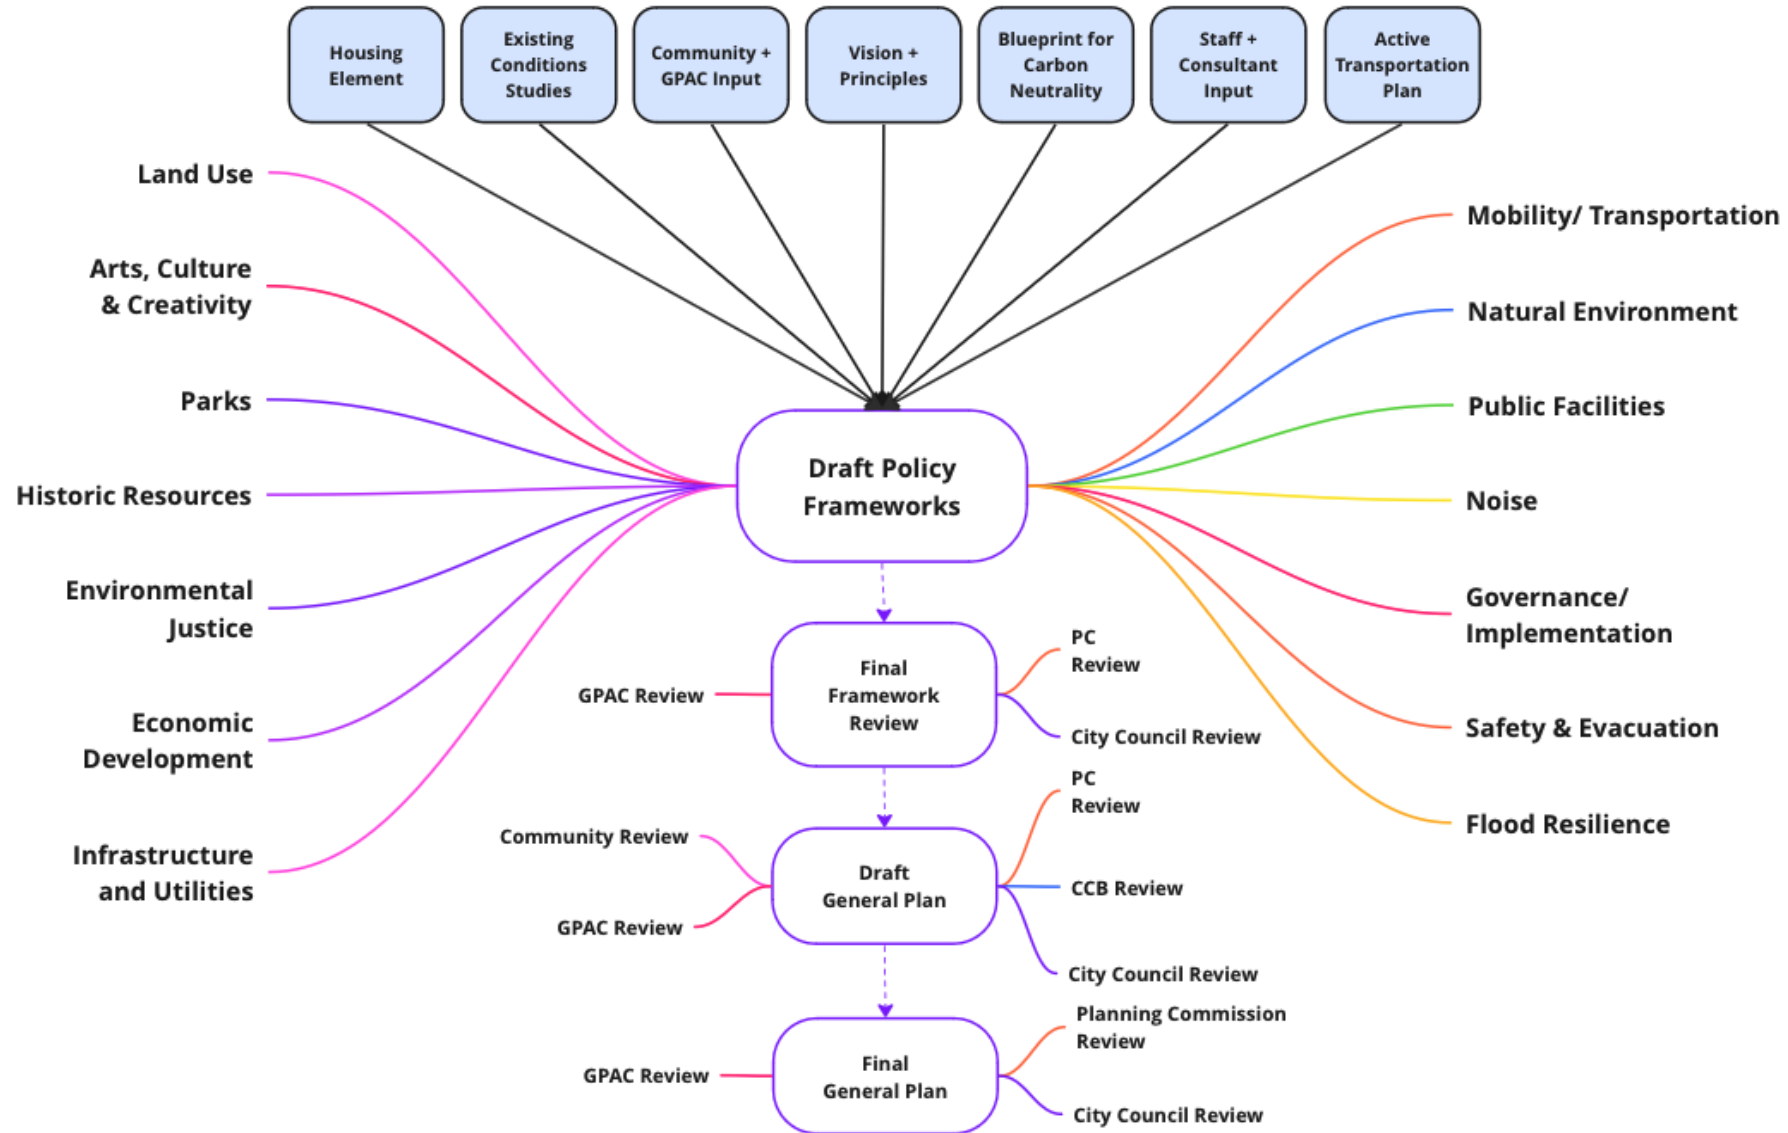 Housing
Element
Existing
Conditions
Studies
Community +
GPAC Input
Vision +
Principles
Blueprint for
Carbon
Neutrality
Staff +
Consultant
Input
Active
Transportation
Plan
Land Use
Arts, Culture
& Creativity
Parks
Historic Resources
Environmental
Justice
Economic
Development
Infrastructure
and Utilities
Draft Policy
Frameworks
Mobility/ Transportation
Natural Environment
Public Facilities
Noise
Governance/
Implementation
Safety & Evacuation
Flood Resilience
GPAC Review
Final
Framework
Review
PC
Review
City Council Review
Community Review
GPAC Review
Draft
General Plan
PC
Review
CCB Review
City Council Review
GPAC Review
Final
General Plan
Planning Commission
Review
City Council Review